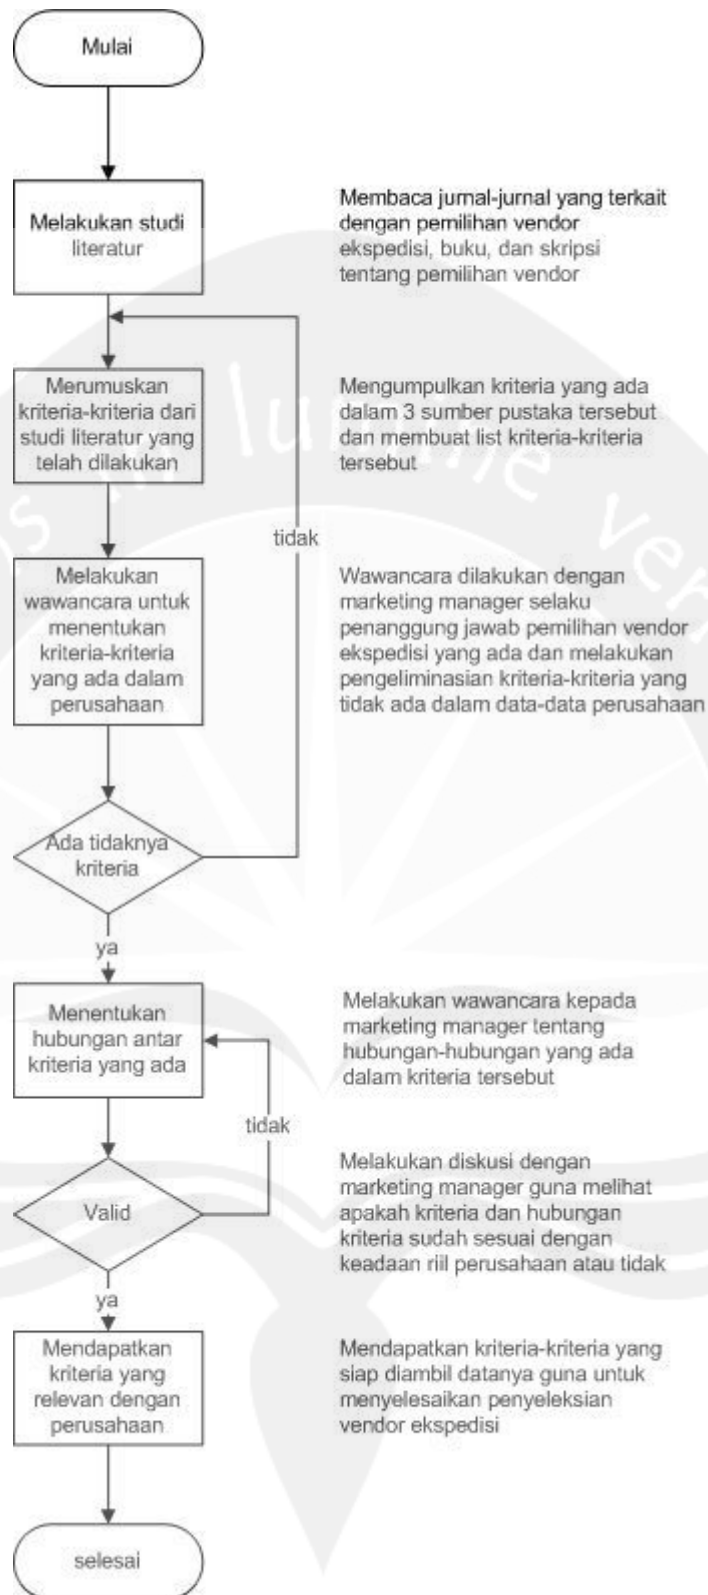 Mulai
Melakukan studi
literatur
Membaca jurnal-jurnal yang terkait
dengan pemilihan vendor
ekspedisi, buku, dan skripsi
tentang pemilihan vendor
Merumuskan
kriteria-kriteria dari
studi literatur yang
telah dilakukan
Mengumpulkan kriteria yang ada
dalam 3 sumber pustaka tersebut
dan membuat list kriteria-kriteria
tersebut
tidak
Melakukan
wawancara untuk
menentukan
kriteria-kriteria
yang ada dalam
perusahaan
Wawancara dilakukan dengan
marketing manager selaku
penanggung jawab pemilihan vendor
ekspedisi yang ada dan melakukan
pengeliminasian kriteria-kriteria yang
tidak ada dalam data-data perusahaan
Ada tidaknya
kriteria
ya
Menentukan
hubungan antar
kriteria yang ada
Melakukan wawancara kepada
marketing manager tentang
hubungan-hubungan yang ada
dalam kriteria tersebut
tidak
Valid
Melakukan diskusi dengan
marketing manager guna melihat
apakah kriteria dan hubungan
kriteria sudah sesuai dengan
keadaan riil perusahaan atau tidak
ya
Mendapatkan
kriteria yang
relevan dengan
perusahaan
Mendapatkan kriteria-kriteria yang
siap diambil datanya guna untuk
menyelesaikan penyeleksian
vendor ekspedisi
selesai
in lumine